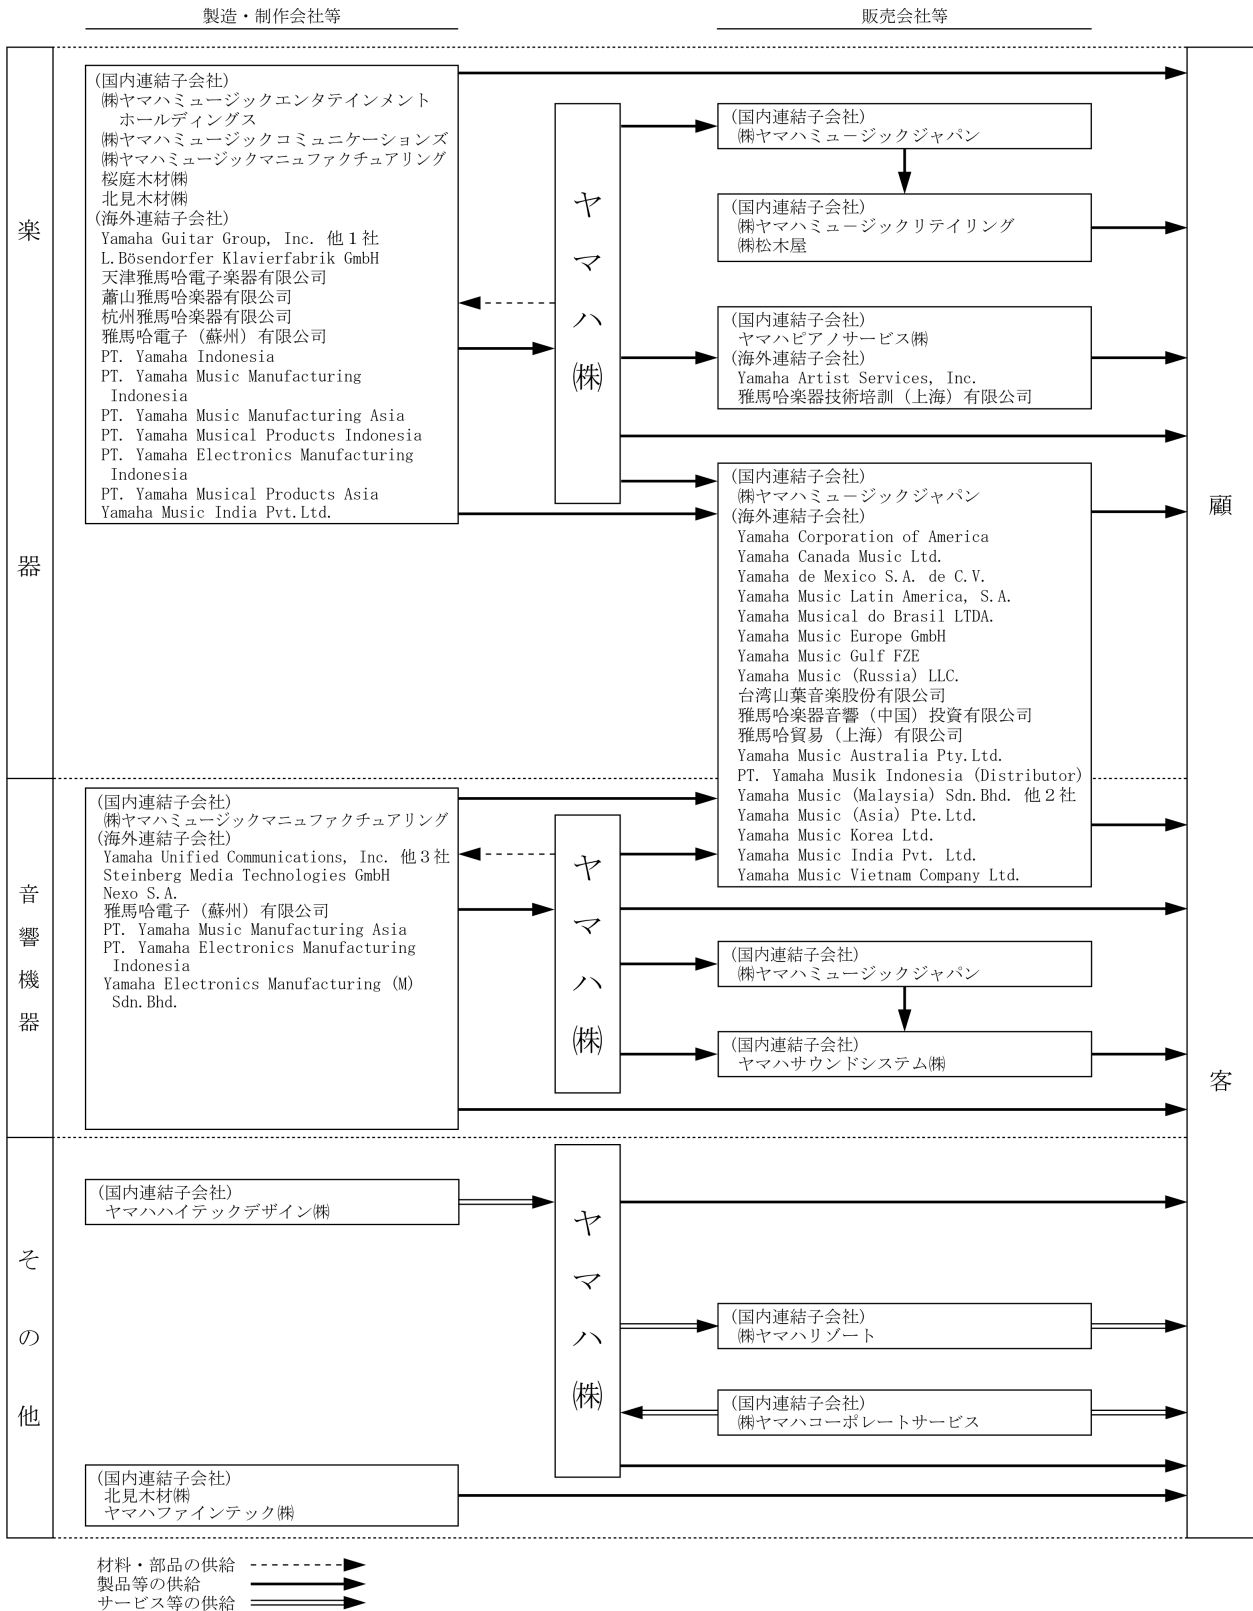 製造・制作会社等
販売会社等
楽器
(国内連結子会社)
㈱ヤマハミュージックエンタテインメント
ホールディングス
㈱ヤマハミュージックコミュニケーションズ
㈱ヤマハミュージックマニュファクチュアリング
桜庭木材㈱
北見木材㈱
(海外連結子会社)
Yamaha Guitar Group, Inc. 他１社
L.Bösendorfer Klavierfabrik GmbH
天津雅馬哈電子楽器有限公司
蕭山雅馬哈楽器有限公司
杭州雅馬哈楽器有限公司
雅馬哈電子（蘇州）有限公司
PT. Yamaha Indonesia
PT. Yamaha Music Manufacturing
Indonesia
PT. Yamaha Music Manufacturing Asia
PT. Yamaha Musical Products Indonesia
PT. Yamaha Electronics Manufacturing
Indonesia
PT. Yamaha Musical Products Asia
Yamaha Music India Pvt.Ltd.
ヤマハ㈱
(国内連結子会社)
㈱ヤマハミュ－ジックジャパン
(国内連結子会社)
㈱ヤマハミュ－ジックリテイリング
㈱松木屋
(国内連結子会社)
ヤマハピアノサービス㈱
(海外連結子会社)
Yamaha Artist Services, Inc.
雅馬哈楽器技術培訓（上海）有限公司
(国内連結子会社)
㈱ヤマハミュ－ジックジャパン
(海外連結子会社)
Yamaha Corporation of America
Yamaha Canada Music Ltd.
Yamaha de Mexico S.A. de C.V.
Yamaha Music Latin America, S.A.
Yamaha Musical do Brasil LTDA.
Yamaha Music Europe GmbH
Yamaha Music Gulf FZE
Yamaha Music (Russia) LLC.
台湾山葉音楽股份有限公司
雅馬哈楽器音響（中国）投資有限公司
雅馬哈貿易（上海）有限公司
Yamaha Music Australia Pty.Ltd.
PT. Yamaha Musik Indonesia (Distributor)
Yamaha Music (Malaysia) Sdn.Bhd. 他２社
Yamaha Music (Asia) Pte.Ltd.
Yamaha Music Korea Ltd.
Yamaha Music India Pvt. Ltd.
Yamaha Music Vietnam Company Ltd.
顧客
音響機器
(国内連結子会社)
㈱ヤマハミュージックマニュファクチュアリング
(海外連結子会社)
Yamaha Unified Communications, Inc. 他３社
Steinberg Media Technologies GmbH
Nexo S.A.
雅馬哈電子（蘇州）有限公司
PT. Yamaha Music Manufacturing Asia
PT. Yamaha Electronics Manufacturing
Indonesia
Yamaha Electronics Manufacturing (M)
Sdn.Bhd.
ヤマハ㈱
(国内連結子会社)
㈱ヤマハミュージックジャパン
(国内連結子会社)
ヤマハサウンドシステム㈱
その他
(国内連結子会社)
ヤマハハイテックデザイン㈱
ヤマハ㈱
(国内連結子会社)
㈱ヤマハリゾート
(国内連結子会社)
㈱ヤマハコーポレートサービス
(国内連結子会社)
北見木材㈱
ヤマハファインテック㈱
材料・部品の供給
製品等の供給
サービス等の供給